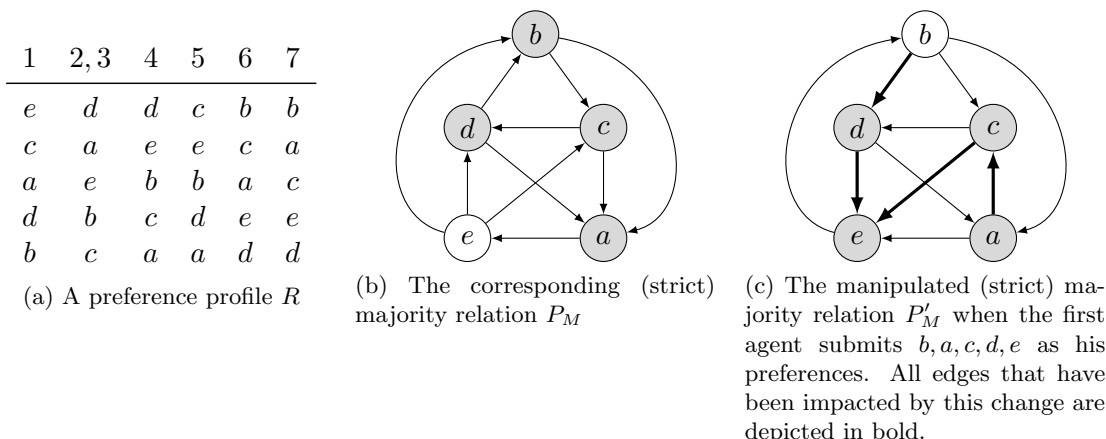 1 2, 3 4 5 6 7
e d d c b b
c a e e c a
a e b b a c
d b c d e e
b c a a d d
(a) A preference profile R
b
d
c
e
a
(b) The corresponding (strict)
majority relation P_M
b
d
c
e
a
(c) The manipulated (strict) ma-
jority relation P′_M when the first
agent submits b, a, c, d, e as his
preferences. All edges that have
been impacted by this change are
depicted in bold.